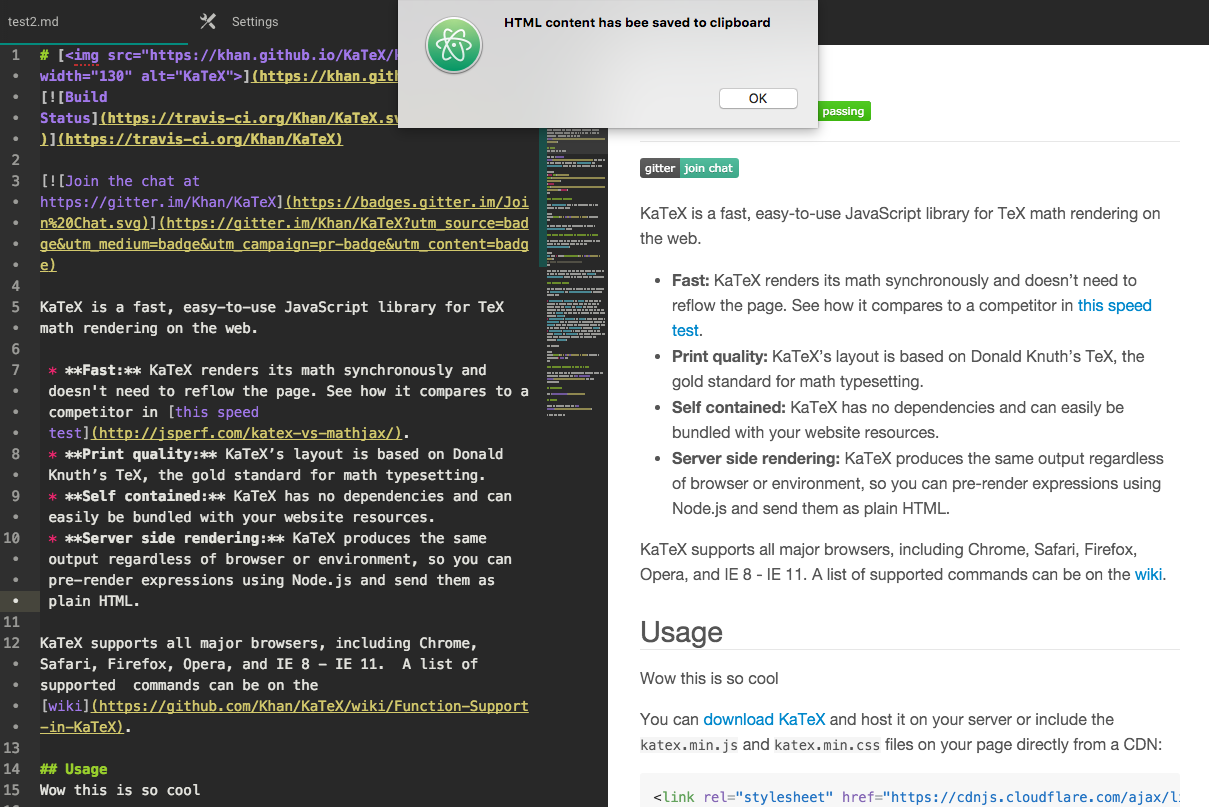 test2.md
Settings
HTML content has bee saved to clipboard
OK
1 # [<img src="https://khan.github.io/KaTeX/
width="130" alt="KaTeX">](https://khan.gith
[![Build
Status](https://travis-ci.org/Khan/KaTeX.sv
)](https://travis-ci.org/Khan/KaTeX)
2
3 [![Join the chat at
https://gitter.im/Khan/KaTeX](https://badges.gitter.im/Joi
n%20Chat.svg)](https://gitter.im/Khan/KaTeX?utm_source=bad
ge&utm_medium=badge&utm_campaign=pr-badge&utm_content=badg
e)
4
5 KaTeX is a fast, easy-to-use JavaScript library for TeX
math rendering on the web.
6
7 * **Fast:** KaTeX renders its math synchronously and
doesn't need to reflow the page. See how it compares to a
competitor in [this speed
test](http://jsperf.com/katex-vs-mathjax/).
8 * **Print quality:** KaTeX’s layout is based on Donald
Knuth’s TeX, the gold standard for math typesetting.
9 * **Self contained:** KaTeX has no dependencies and can
easily be bundled with your website resources.
10 * **Server side rendering:** KaTeX produces the same
output regardless of browser or environment, so you can
pre-render expressions using Node.js and send them as
plain HTML.
11
12 KaTeX supports all major browsers, including Chrome,
Safari, Firefox, Opera, and IE 8 - IE 11.  A list of
supported  commands can be on the
[wiki](https://github.com/Khan/KaTeX/wiki/Function-Support
-in-KaTeX).
13
14 ## Usage
15 Wow this is so cool
passing
gitter join chat
KaTeX is a fast, easy-to-use JavaScript library for TeX math rendering on
the web.
• Fast: KaTeX renders its math synchronously and doesn’t need to
reflow the page. See how it compares to a competitor in this speed
test.
• Print quality: KaTeX’s layout is based on Donald Knuth’s TeX, the
gold standard for math typesetting.
• Self contained: KaTeX has no dependencies and can easily be
bundled with your website resources.
• Server side rendering: KaTeX produces the same output regardless
of browser or environment, so you can pre-render expressions using
Node.js and send them as plain HTML.
KaTeX supports all major browsers, including Chrome, Safari, Firefox,
Opera, and IE 8 - IE 11. A list of supported commands can be on the wiki.
Usage
Wow this is so cool
You can download KaTeX and host it on your server or include the
katex.min.js and katex.min.css files on your page directly from a CDN:
<link rel="stylesheet" href="https://cdnjs.cloudflare.com/ajax/li